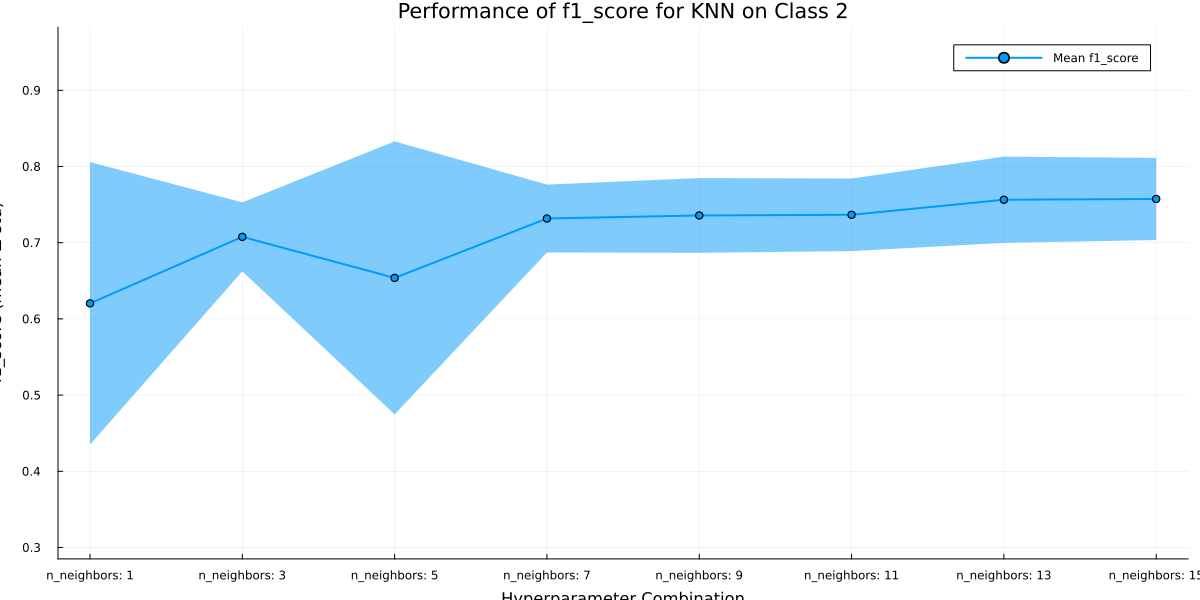 Performance of f1_score for KNN on Class 2
Mean f1_score
0.9
0.8
0.7
0.6
0.5
0.4
0.3
n_neighbors: 1
n_neighbors: 3
n_neighbors: 5
n_neighbors: 7
n_neighbors: 9
n_neighbors: 11
n_neighbors: 13
n_neighbors: 15
Hyperparameter Combination